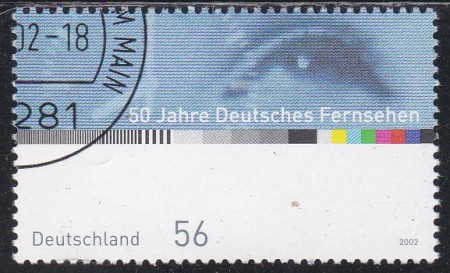 02-18
M MAIN
281
50 Jahre Deutsches Fernsehen
Deutschland 56 2002